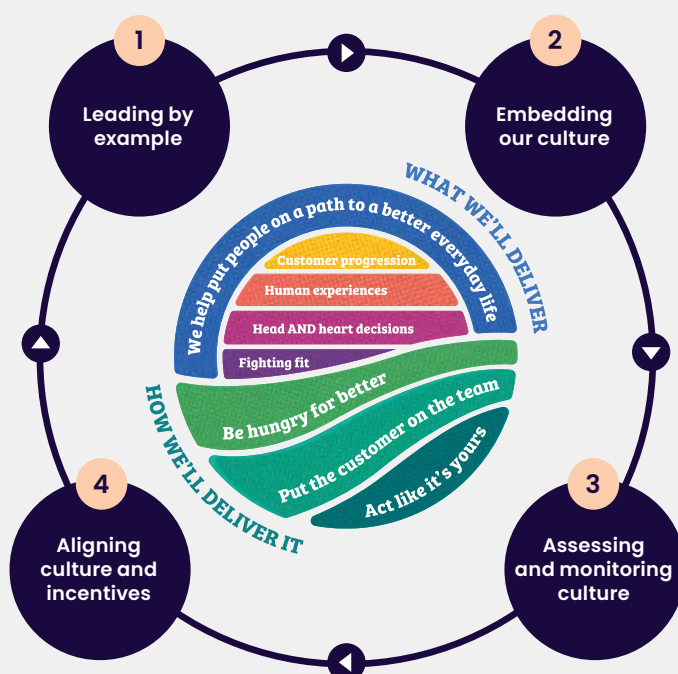 1
Leading by
example
2
Embedding
our culture
WHAT WE'LL DELIVER
We help put people on a path to a better everyday life
Customer progression
Human experiences
Head AND heart decisions
Fighting fit
Be hungry for better
Put the customer on the team
Act like it's yours
HOW WE'LL DELIVER IT
4
Aligning
culture and
incentives
3
Assessing
and monitoring
culture